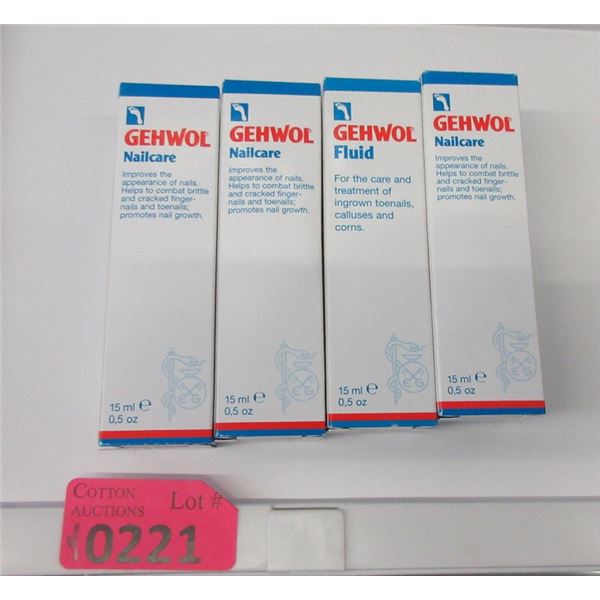 GEHWOL
Nailcare
Improves the
appearance of nails.
Helps to combat brittle
and cracked finger-
nails and toenails;
promotes nail growth.
15 ml e
0,5 oz
GEHWOL
Nailcare
Improves the
appearance of nails.
Helps to combat brittle
and cracked finger-
nails and toenails;
promotes nail growth.
15 ml e
0,5 oz
GEHWOL
Fluid
For the care and
treatment of
ingrown toenails,
calluses and
corns.
15 ml e
0,5 oz
GEHWOL
Nailcare
Improves the
appearance of nails.
Helps to combat brittle
and cracked finger-
nails and toenails;
promotes nail growth.
15 ml e
0,5 oz
COTTON
AUCTIONS
Lot #
0221